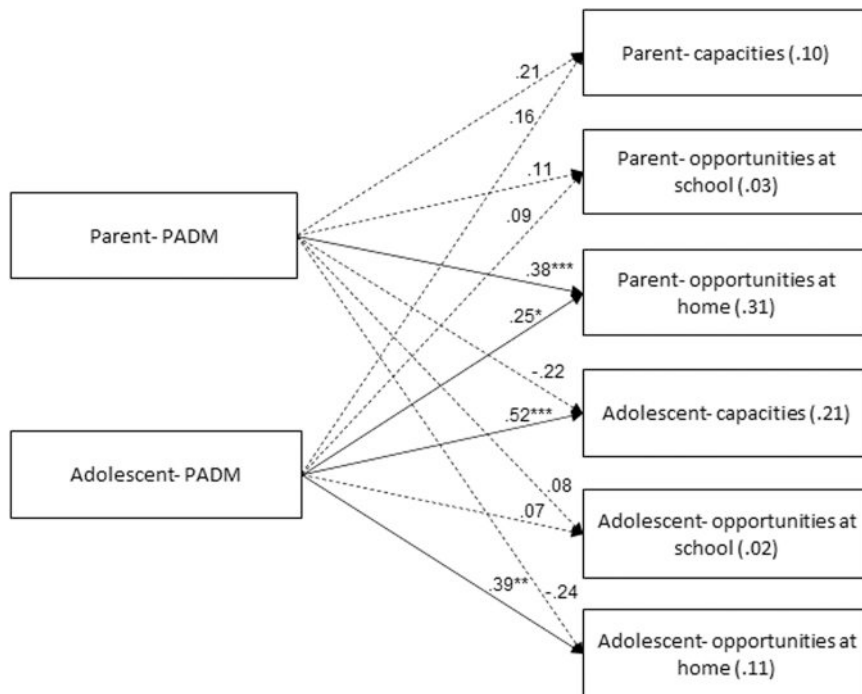 Parent- capacities (.10)
.21
.16
Parent- opportunities at
school (.03)
.11
.09
Parent- PADM
Parent- opportunities at
home (.31)
.38***
.25*
-.22
Adolescent- capacities (.21)
.52***
Adolescent- PADM
.08
.07
Adolescent- opportunities at
school (.02)
.39**
-.24
Adolescent- opportunities at
home (.11)